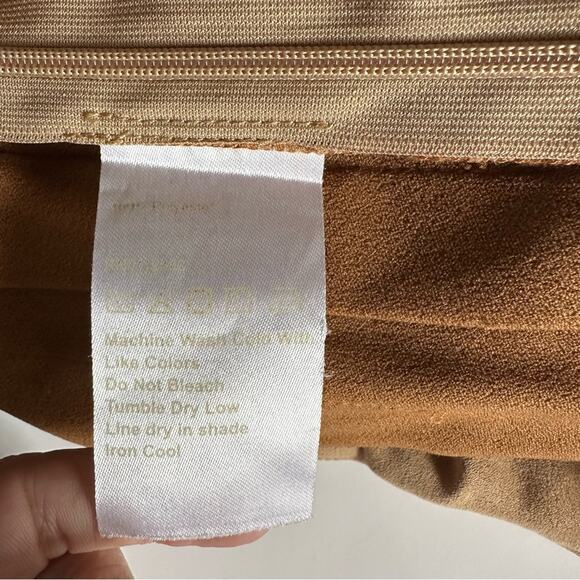 100% Polyester
Machine Wash Cold With
Like Colors
Do Not Bleach
Tumble Dry Low
Line dry in shade
Iron Cool